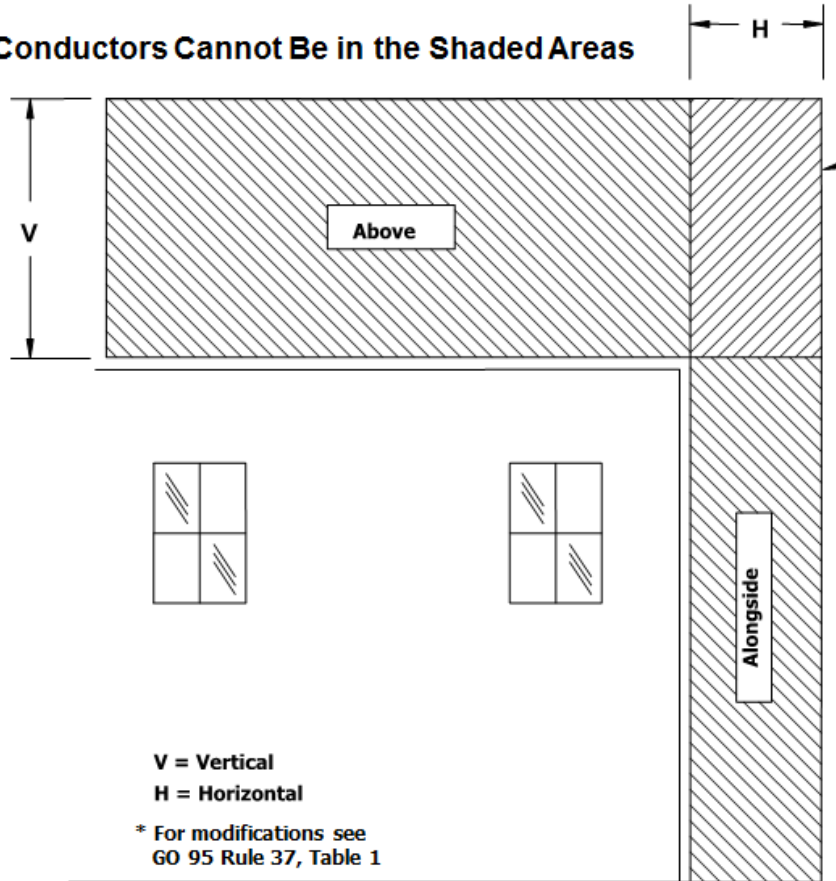 Conductors Cannot Be in the Shaded Areas
H
V
Above
Alongside
V = Vertical
H = Horizontal
* For modifications see
GO 95 Rule 37, Table 1